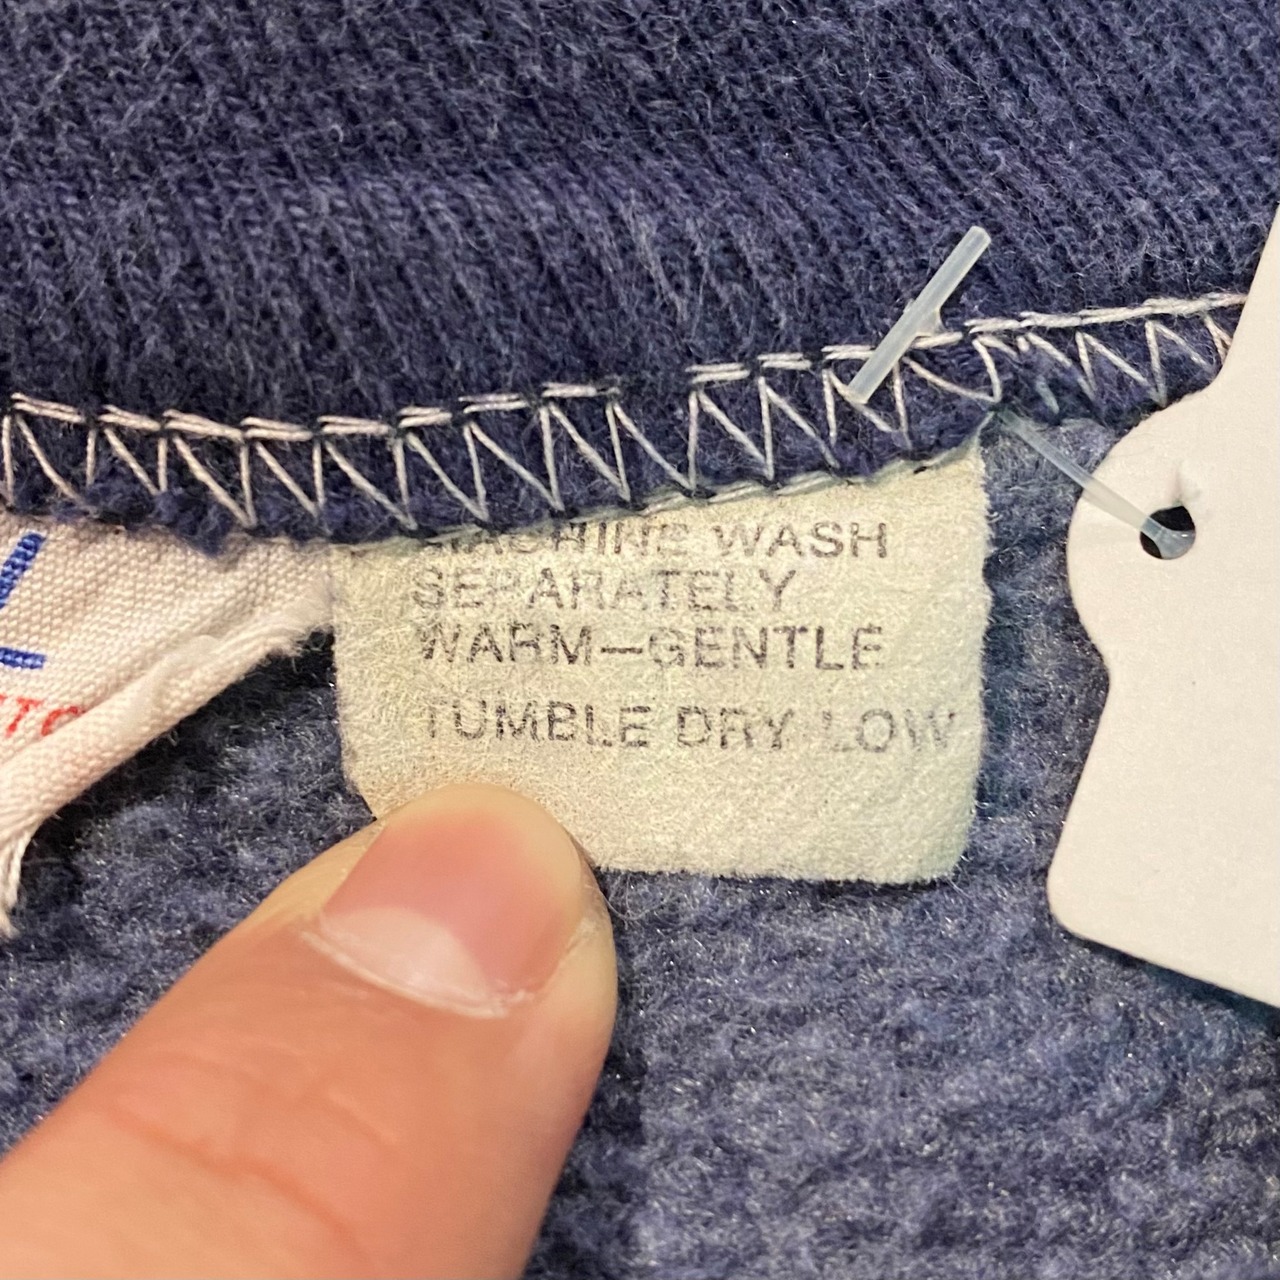 MACHINE WASH
SEPARATELY
WARM—GENTLE
TUMBLE DRY LOW